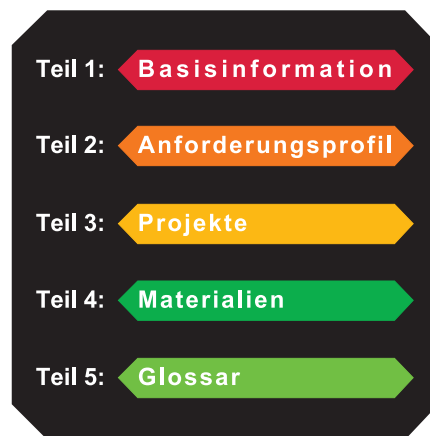 Teil 1: Basisinformation
Teil 2: Anforderungsprofil
Teil 3: Projekte
Teil 4: Materialien
Teil 5: Glossar